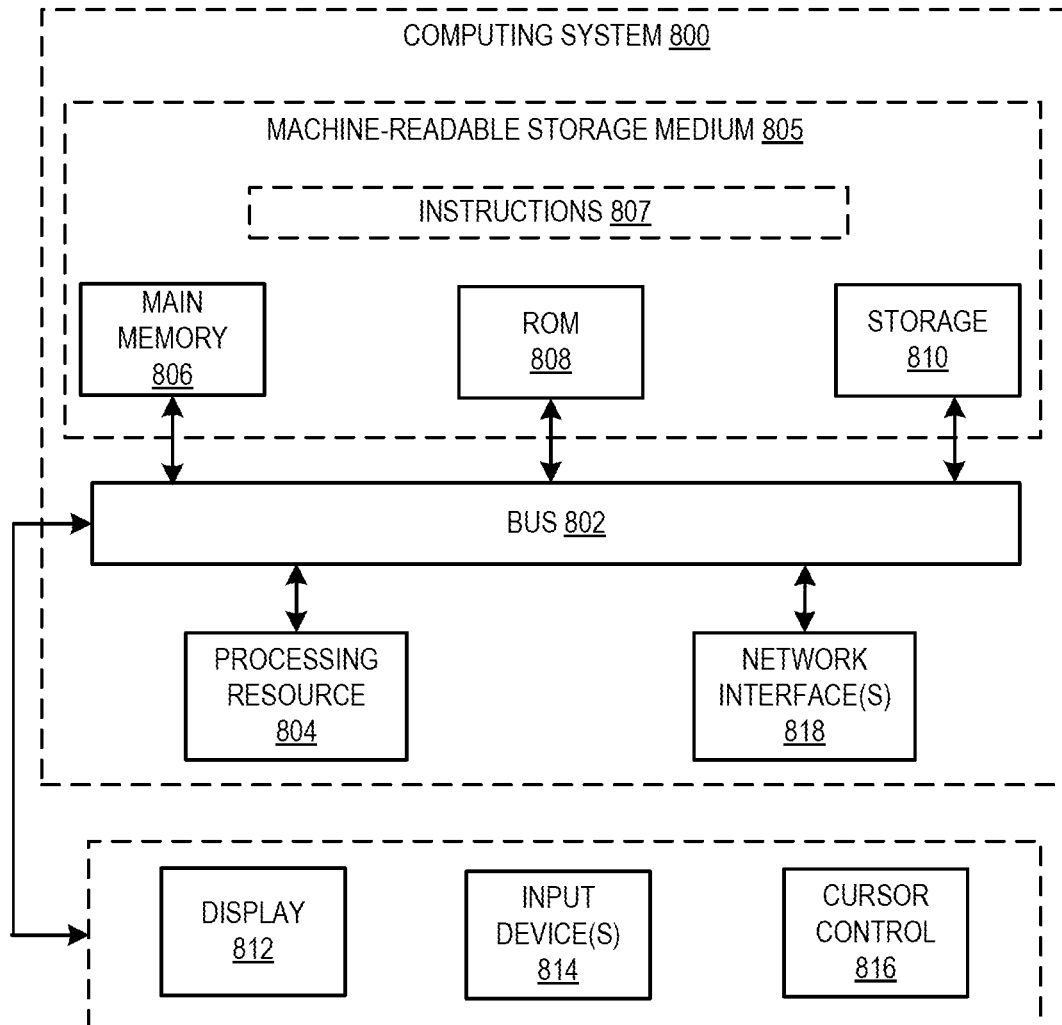 COMPUTING SYSTEM 800
MACHINE-READABLE STORAGE MEDIUM 805
INSTRUCTIONS 807
MAIN
MEMORY
806
ROM
808
STORAGE
810
BUS 802
PROCESSING
RESOURCE
804
NETWORK
INTERFACE(S)
818
DISPLAY
812
INPUT
DEVICE(S)
814
CURSOR
CONTROL
816